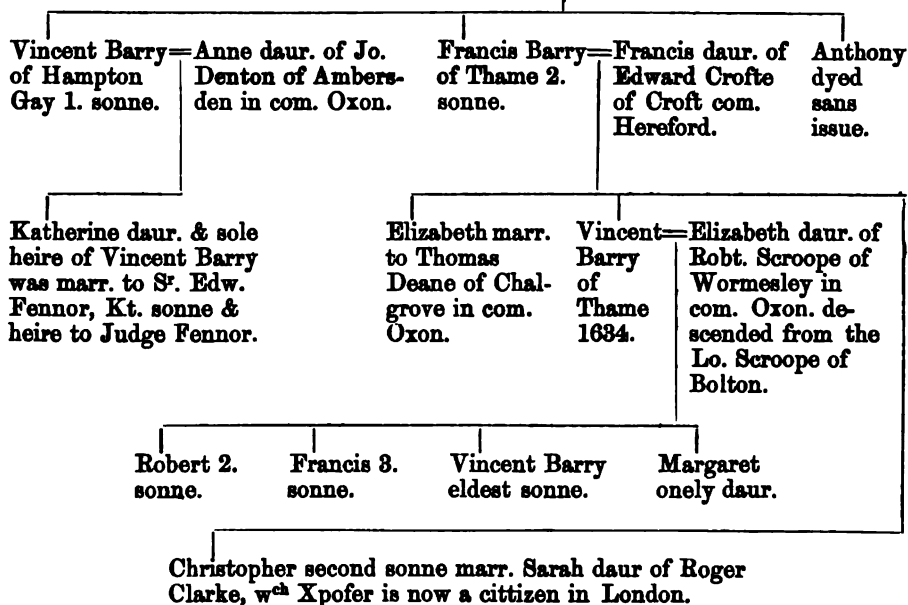 Vincent Barry=Anne daur. of Jo.
of Hampton Denton of Ambers-
Gay 1. sonne. den in com. Oxon.
Francis Barry=Francis daur. of
of Thame 2. Edward Crofte
sonne. of Croft com.
Hereford.
Anthony
dyed
sans
issue.
Katherine daur. & sole
heire of Vincent Barry
was marr. to Sr. Edw.
Fennor, Kt. sonne &
heire to Judge Fennor.
Elizabeth marr.
to Thomas
Deane of Chal-
grove in com.
Oxon.
Vincent=Elizabeth daur. of
Barry Robt. Scroope of
of Wormesley in
Thame com. Oxon. de-
1634. scended from the
Lo. Scroope of
Bolton.
Robert 2.
sonne.
Francis 3.
sonne.
Vincent Barry
eldest sonne.
Margaret
onely daur.
Christopher second sonne marr. Sarah daur of Roger
Clarke, wch Xpofer is now a cittizen in London.